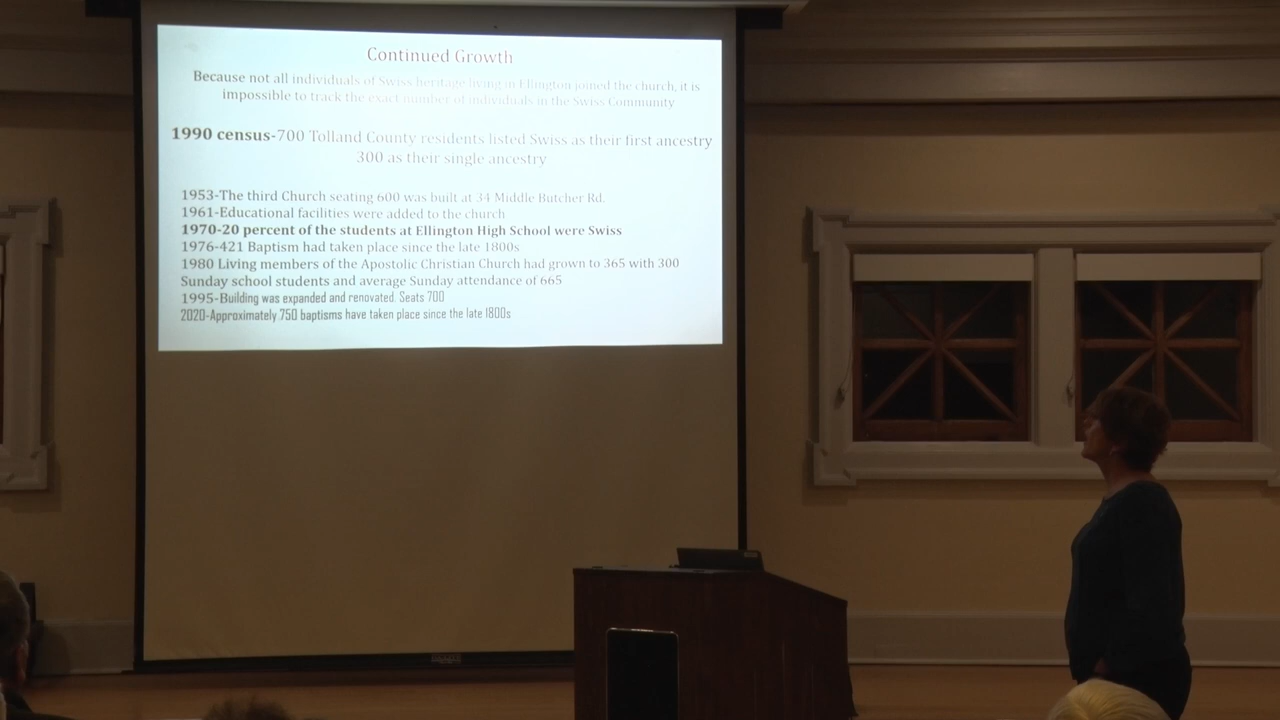 Continued Growth
Because not all individuals of Swiss heritage living in Ellington joined the church, it is
impossible to track the exact number of individuals in the Swiss Community
1990 census-700 Tolland County residents listed Swiss as their first ancestry
300 as their single ancestry
1953-The third Church seating 600 was built at 34 Middle Butcher Rd.
1961-Educational facilities were added to the church
1970-20 percent of the students at Ellington High School were Swiss
1976-421 Baptism had taken place since the late 1800s
1980 Living members of the Apostolic Christian Church had grown to 365 with 300
Sunday school students and average Sunday attendance of 665
1995-Building was expanded and renovated. Seats 700
2020-Approximately 750 baptisms have taken place since the late 1800s